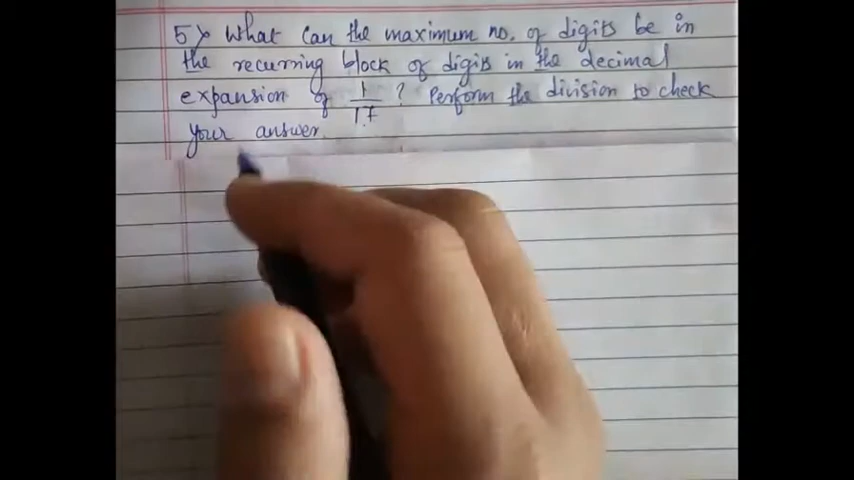 5) What can the maximum no. of digits be in
the recurring block of digits in the decimal
expansion of 1/17 ? Perform the division to check
your answer.